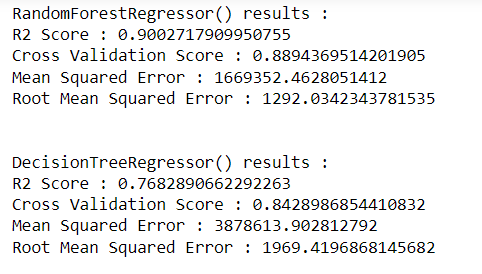 RandomForestRegressor() results :
R2 Score : 0.9002717909950755
Cross Validation Score : 0.8894369514201905
Mean Squared Error : 1669352.4628051412
Root Mean Squared Error : 1292.0342343781535
DecisionTreeRegressor() results :
R2 Score : 0.7682890662292263
Cross Validation Score : 0.8428986854410832
Mean Squared Error : 3878613.902812792
Root Mean Squared Error : 1969.4196868145682